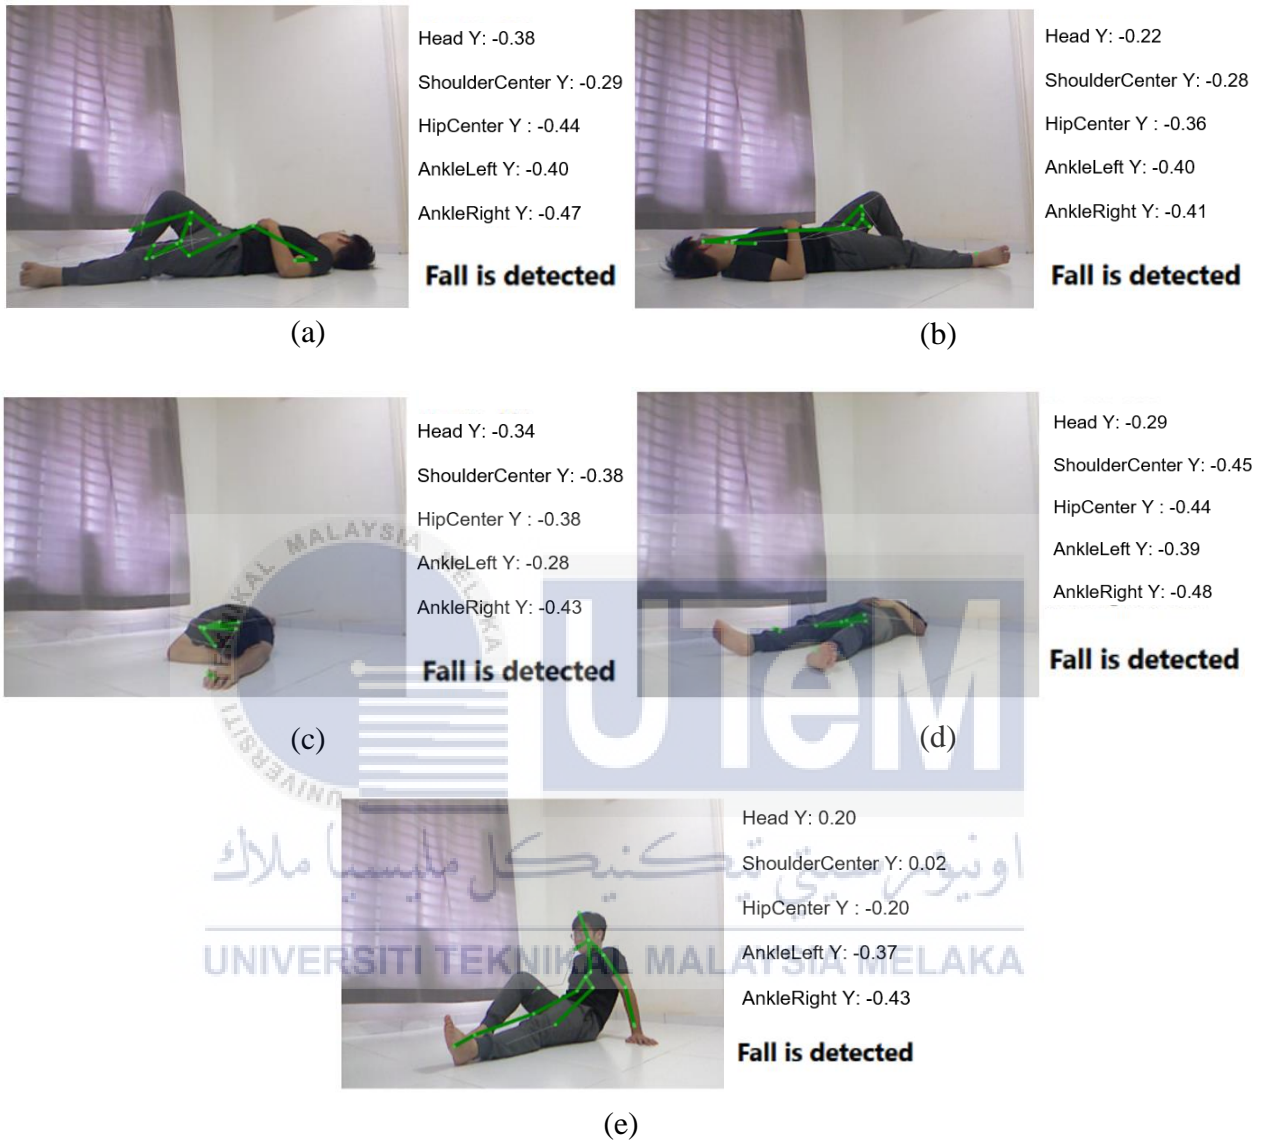 Head Y: -0.38
ShoulderCenter Y: -0.29
HipCenter Y : -0.44
AnkleLeft Y: -0.40
AnkleRight Y: -0.47
Fall is detected
(a)
Head Y: -0.22
ShoulderCenter Y: -0.28
HipCenter Y : -0.36
AnkleLeft Y: -0.40
AnkleRight Y: -0.41
Fall is detected
(b)
Head Y: -0.34
ShoulderCenter Y: -0.38
HipCenter Y : -0.38
AnkleLeft Y: -0.28
AnkleRight Y: -0.43
Fall is detected
(c)
Head Y: -0.29
ShoulderCenter Y: -0.45
HipCenter Y : -0.44
AnkleLeft Y: -0.39
AnkleRight Y: -0.48
Fall is detected
(d)
UNIVERSITI TEKNIKAL MALAYSIA MELAKA
UTeM
اونيۏرسيتي تيكنيكل مليسيا ملاك
UNIVERSITI TEKNIKAL MALAYSIA MELAKA
Head Y: 0.20
ShoulderCenter Y: 0.02
HipCenter Y : -0.20
AnkleLeft Y: -0.37
AnkleRight Y: -0.43
Fall is detected
(e)